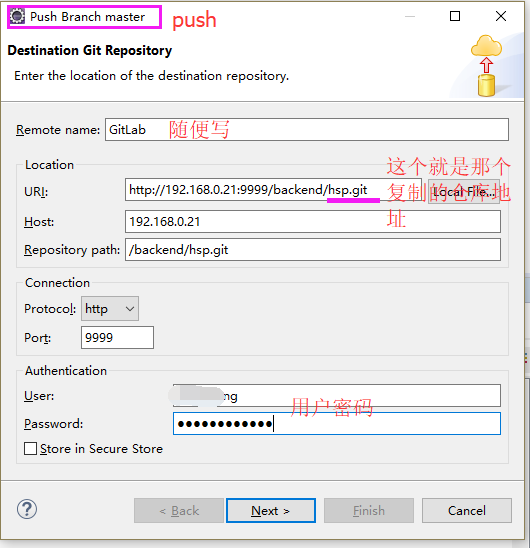 Push Branch master
push
Destination Git Repository
Enter the location of the destination repository.
Remote name: GitLab
随便写
Location
这个就是那个
复制的仓库地
址
URI: http://192.168.0.21:9999/backend/hsp.git
Local File...
Host: 192.168.0.21
Repository path: /backend/hsp.git
Connection
Protocol: http
Port: 9999
Authentication
User: ng
用户密码
Password: ●●●●●●●●●●●●
Store in Secure Store
?
< Back
Next >
Finish
Cancel